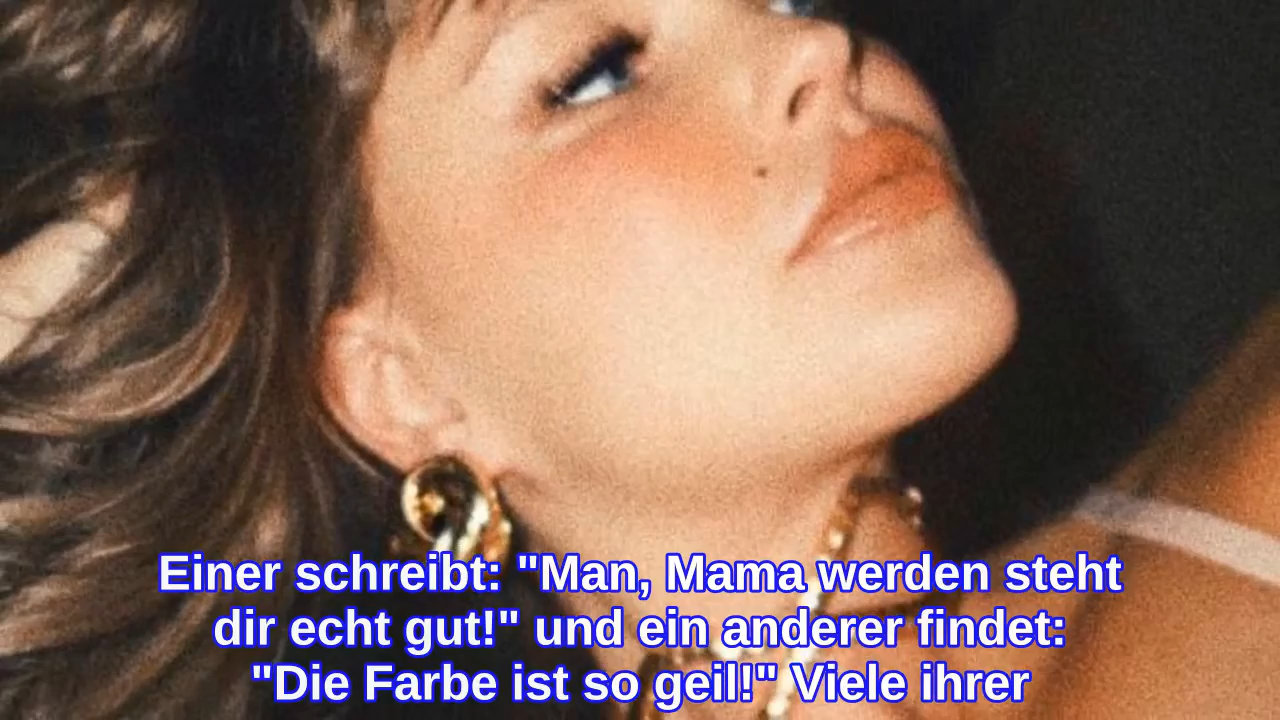 Einer schreibt: "Man, Mama werden steht
dir echt gut!" und ein anderer findet:
"Die Farbe ist so geil!" Viele ihrer